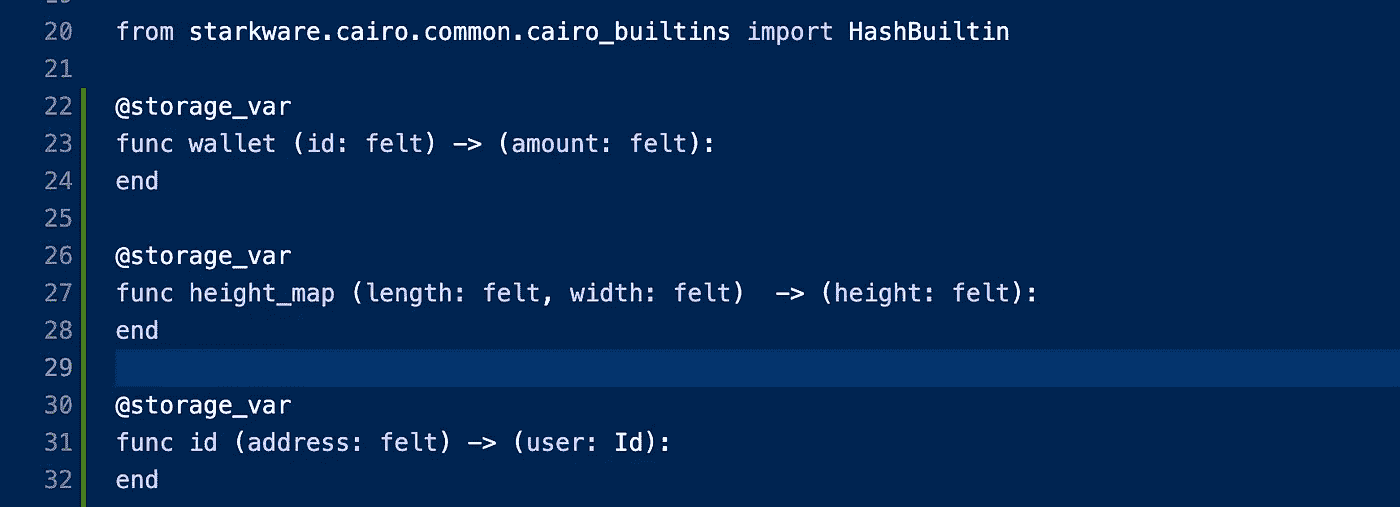 20 from starkware.cairo.common.cairo_builtins import HashBuiltin
21
22 @storage_var
23 func wallet (id: felt) -> (amount: felt):
24 end
25
26 @storage_var
27 func height_map (length: felt, width: felt)  -> (height: felt):
28 end
29
30 @storage_var
31 func id (address: felt) -> (user: Id):
32 end